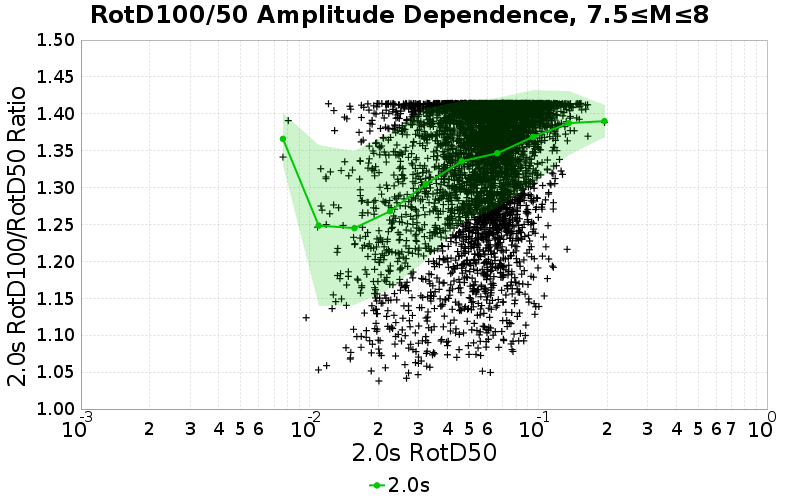 RotD100/50 Amplitude Dependence, 7.5≤M≤8
2.0s RotD100/RotD50 Ratio
1.50
1.45
1.40
1.35
1.30
1.25
1.20
1.15
1.10
1.05
1.00
10^-3 2 3 4 5 6 10^-2 2 3 4 5 6 10^-1 2 3 4 5 6 7 10^0
2.0s RotD50
2.0s